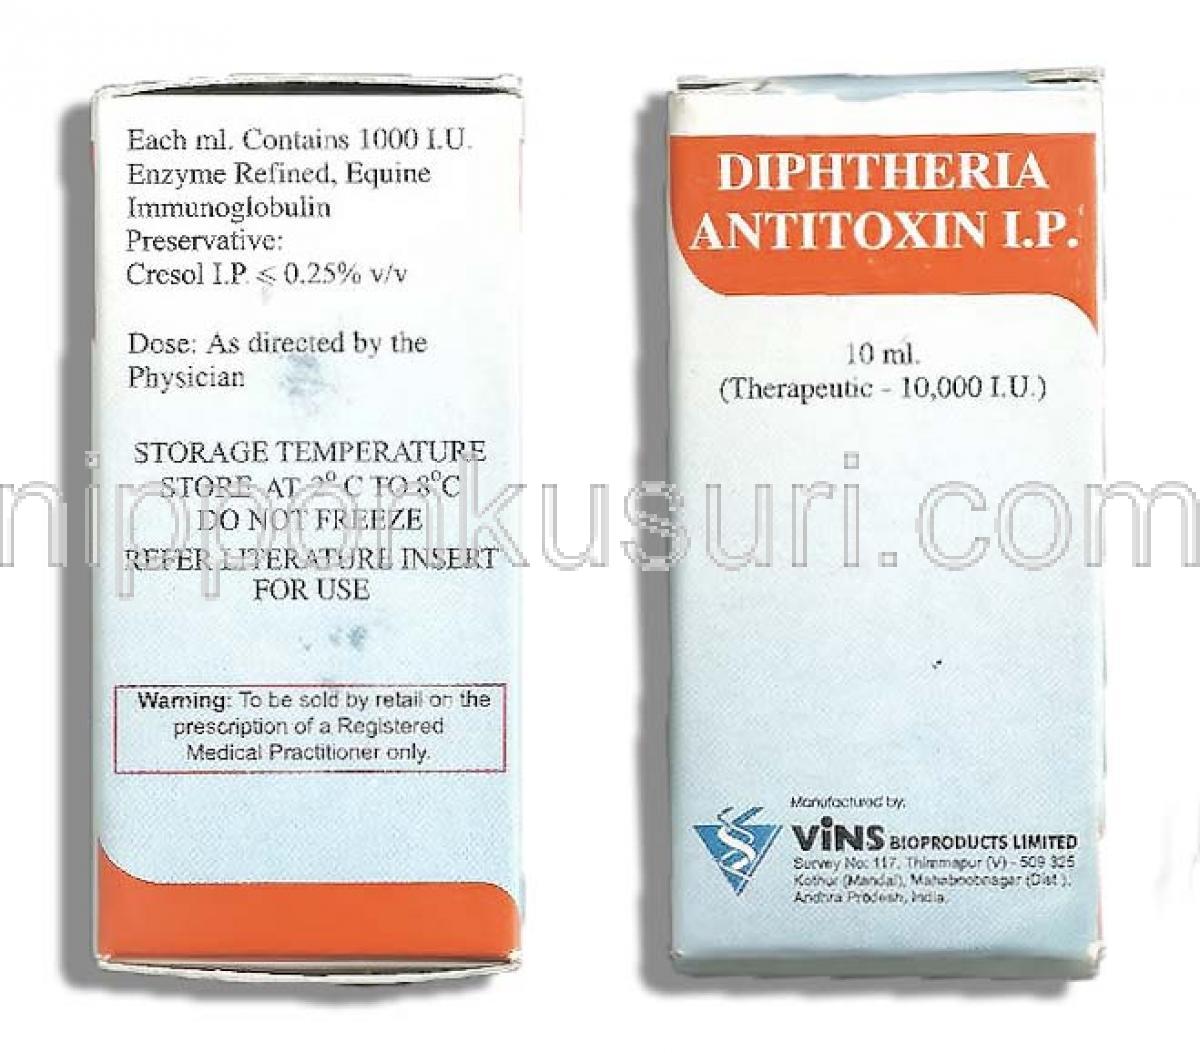 Each ml. Contains 1000 I.U.
Enzyme Refined, Equine
Immunoglobulin
Preservative:
Cresol I.P. ⩽ 0.25% v/v
Dose: As directed by the
Physician
STORAGE TEMPERATURE
STORE AT 2°C TO 8°C
DO NOT FREEZE
REFER LITERATURE INSERT
FOR USE
Warning: To be sold by retail on the
prescription of a Registered
Medical Practitioner only.
DIPHTHERIA
ANTITOXIN I.P.
10 ml.
(Therapeutic - 10,000 I.U.)
Manufactured by:
ViNS BIOPRODUCTS LIMITED
Survey No: 117, Thimmapur (V) - 509 325
Kothur (Mandal), Mahaboobnagar (Dist.),
Andhra Pradesh, India.
nipponkusuri.com